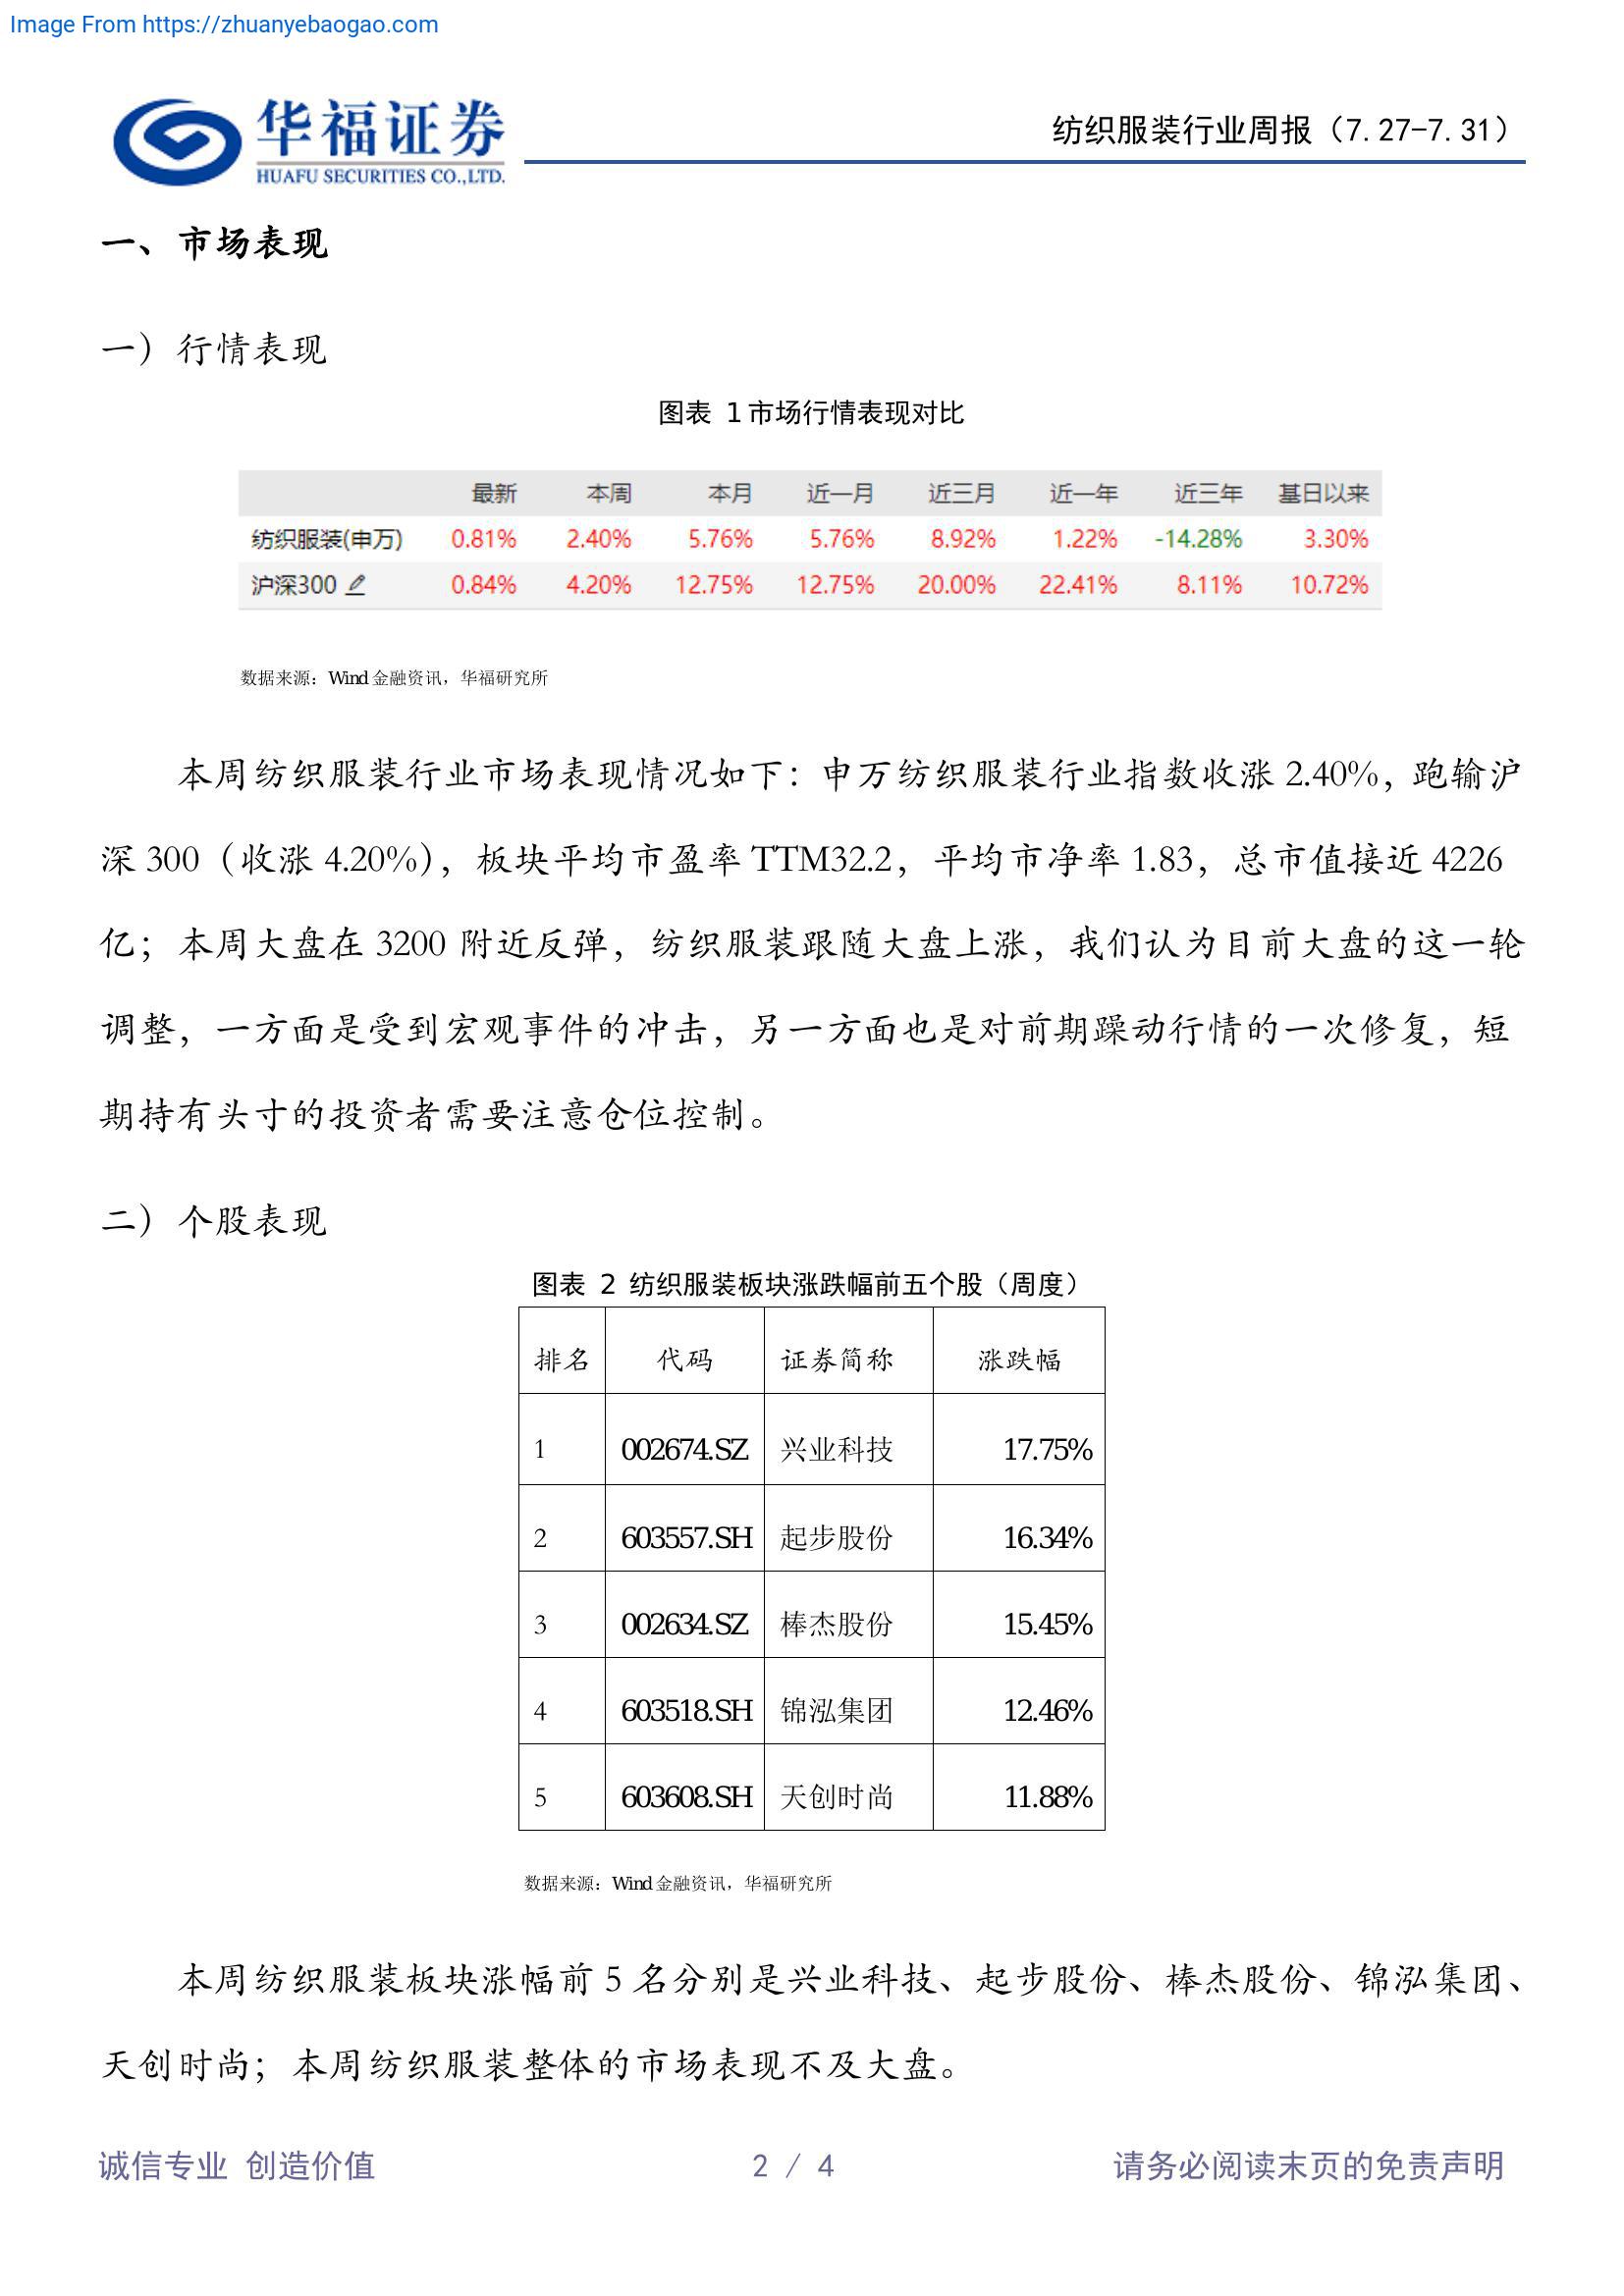 Image From https://zhuanyebaogao.com
华福证券
HUAFU SECURITIES CO.,LTD.
纺织服装行业周报（7.27-7.31）
一、市场表现
一）行情表现
图表 1 市场行情表现对比
最新 本周 本月 近一月 近三月 近一年 近三年 基日以来
纺织服装(申万) 0.81% 2.40% 5.76% 5.76% 8.92% 1.22% -14.28% 3.30%
沪深300 0.84% 4.20% 12.75% 12.75% 20.00% 22.41% 8.11% 10.72%
数据来源：Wind 金融资讯，华福研究所
本周纺织服装行业市场表现情况如下：申万纺织服装行业指数收涨 2.40%，跑输沪
深 300（收涨 4.20%），板块平均市盈率 TTM32.2，平均市净率 1.83，总市值接近 4226
亿；本周大盘在 3200 附近反弹，纺织服装跟随大盘上涨，我们认为目前大盘的这一轮
调整，一方面是受到宏观事件的冲击，另一方面也是对前期躁动行情的一次修复，短
期持有头寸的投资者需要注意仓位控制。
二）个股表现
图表 2 纺织服装板块涨跌幅前五个股（周度）
排名 代码 证券简称 涨跌幅
1 002674.SZ 兴业科技 17.75%
2 603557.SH 起步股份 16.34%
3 002634.SZ 棒杰股份 15.45%
4 603518.SH 锦泓集团 12.46%
5 603608.SH 天创时尚 11.88%
数据来源：Wind 金融资讯，华福研究所
本周纺织服装板块涨幅前 5 名分别是兴业科技、起步股份、棒杰股份、锦泓集团、
天创时尚；本周纺织服装整体的市场表现不及大盘。
诚信专业 创造价值 2 / 4 请务必阅读末页的免责声明